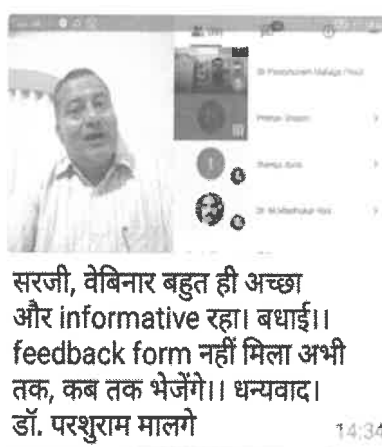 सरजी, वेबिनार बहुत ही अच्छा
और informative रहा। बधाई।।
feedback form नहीं मिला अभी
तक, कब तक भेजेंगे।। धन्यवाद।
डॉ. परशुराम मालगे
14:34